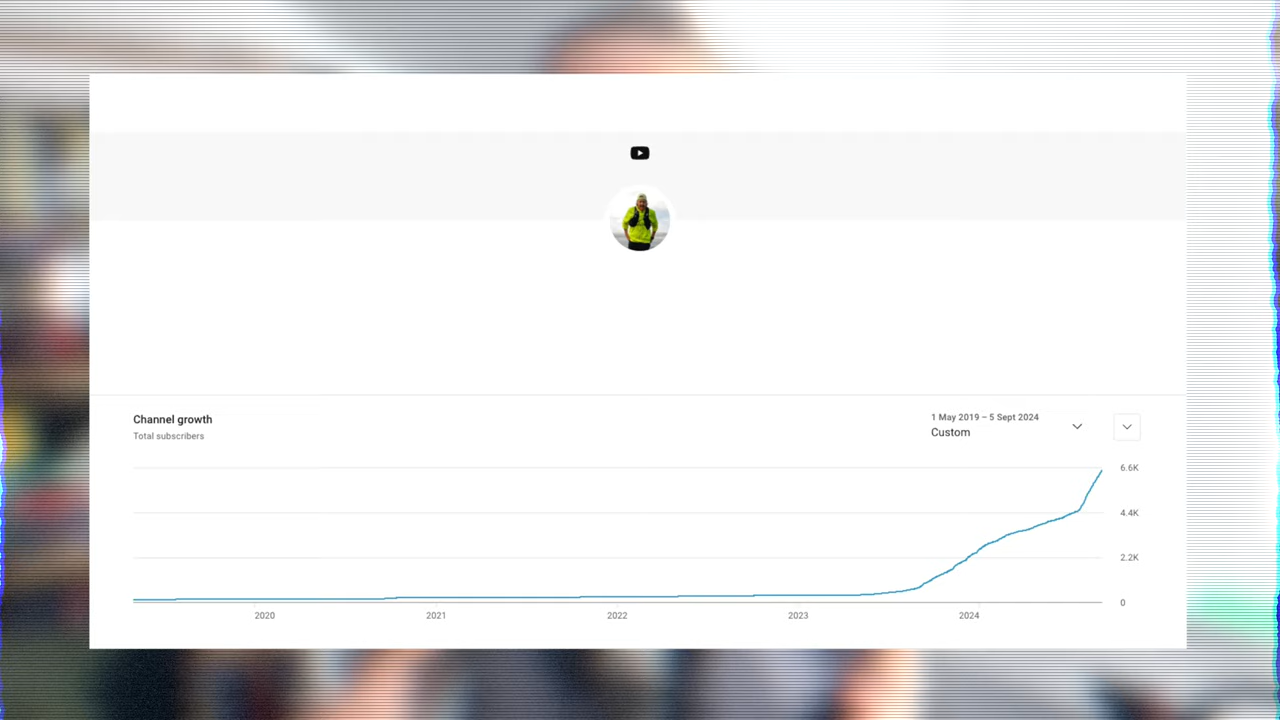 Channel growth
Total subscribers
1 May 2019 – 5 Sept 2024
Custom
6.6K
4.4K
2.2K
0
2020 2021 2022 2023 2024